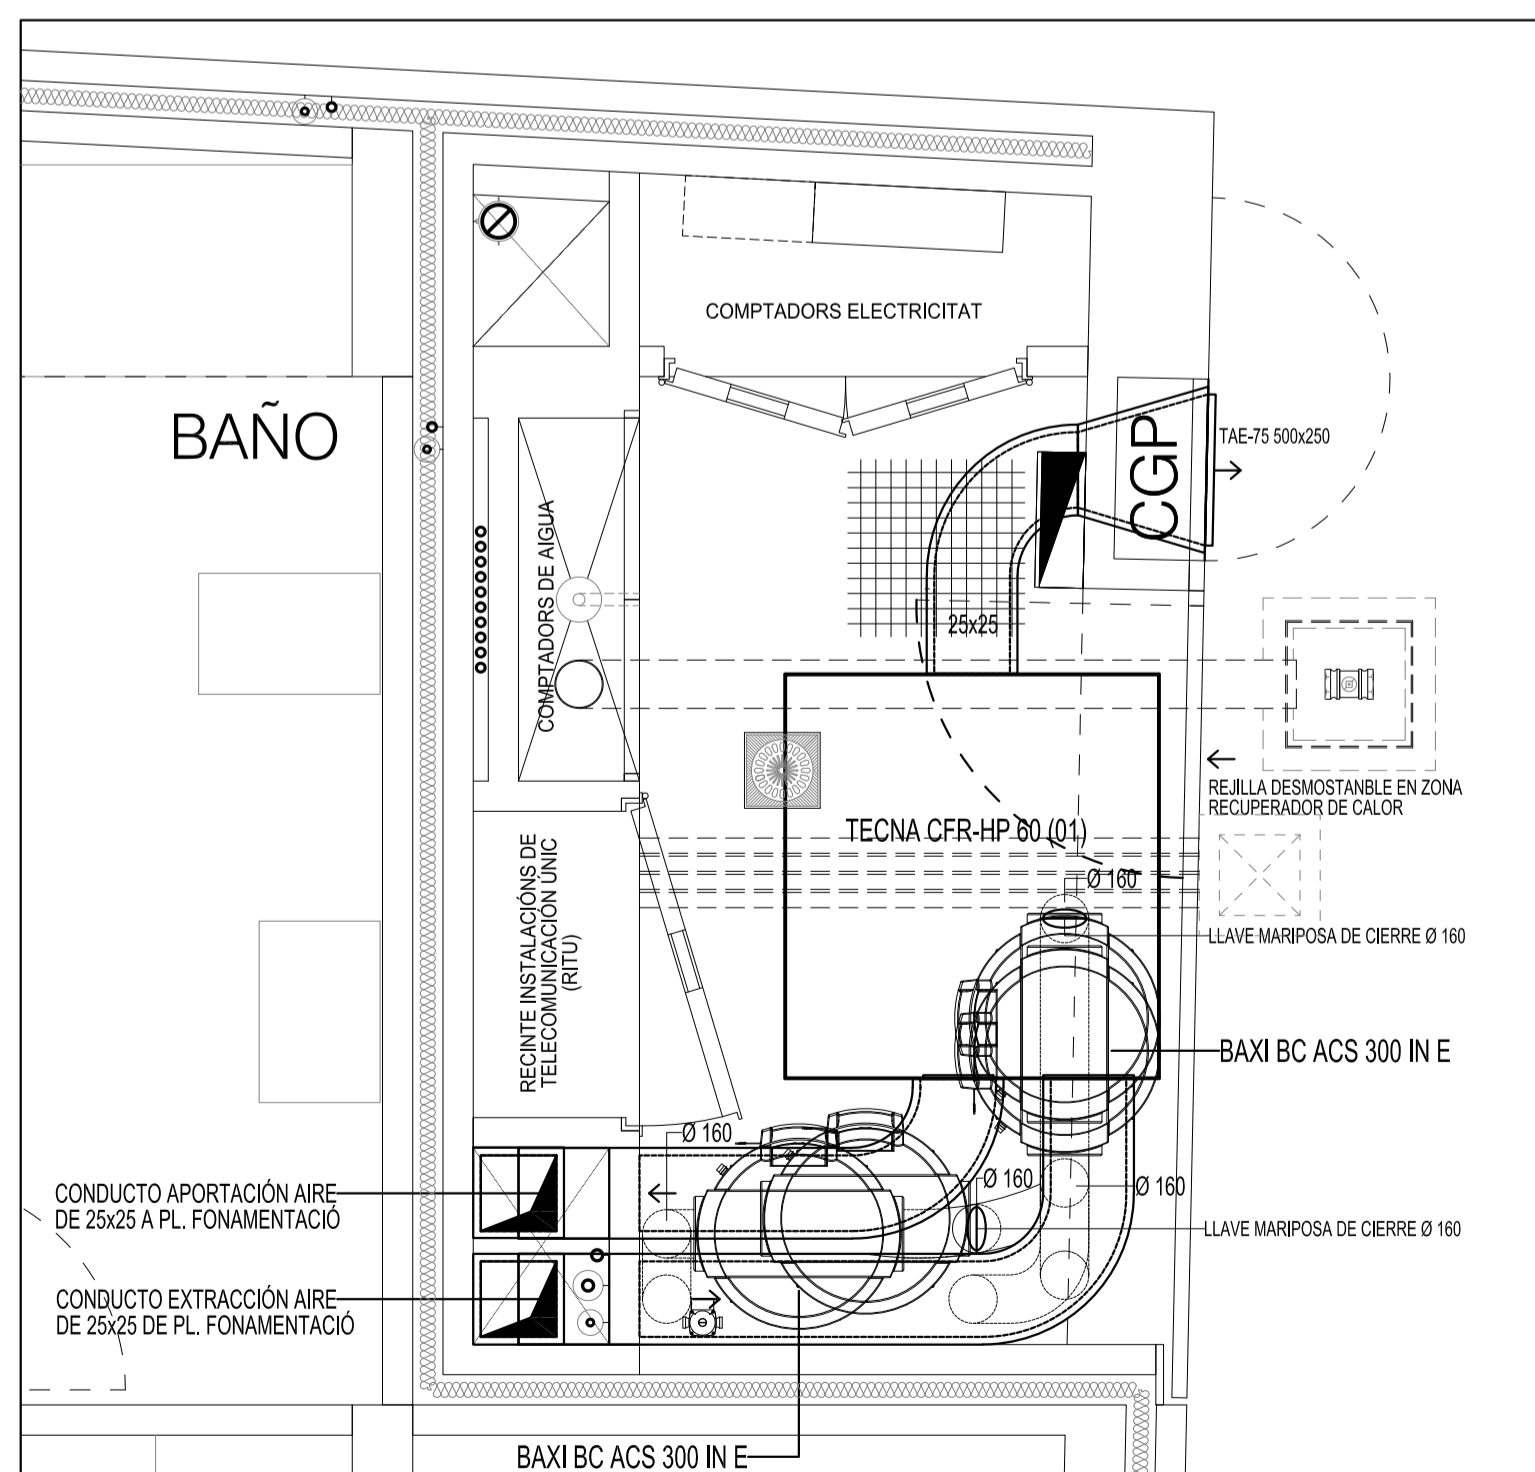 COMPTADORS ELECTRICITAT
BAÑO
CGP
TAE-75 500x250
COMPTADORS DE AIGUA
25x25
REJILLA DESMOSTANBLE EN ZONA
RECUPERADOR DE CALOR
TECNA CFR-HP 60 (01)
RECINTE INSTALACIÓNS DE
TELECOMUNICACIÓN ÚNIC
(RITU)
Ø 160
LLAVE MARIPOSA DE CIERRE Ø 160
BAXI BC ACS 300 IN E
Ø 160
Ø 160
Ø 160
CONDUCTO APORTACIÓN AIRE
DE 25x25 A PL. FONAMENTACIÓ
LLAVE MARIPOSA DE CIERRE Ø 160
CONDUCTO EXTRACCIÓN AIRE
DE 25x25 DE PL. FONAMENTACIÓ
BAXI BC ACS 300 IN E